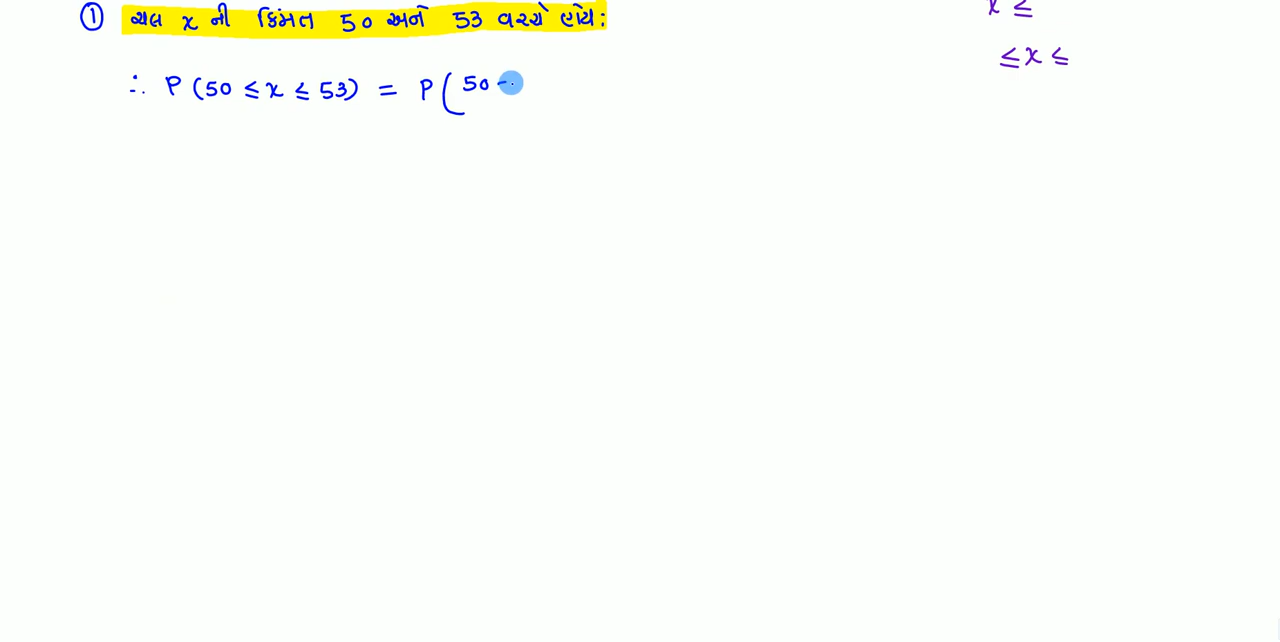 ① ચલ x ની કિંમત 50 અને 53 વચ્ચે હોય:
x ≤
≤ x ≤
∴ P (50 ≤ x ≤ 53) = P ( 50 -